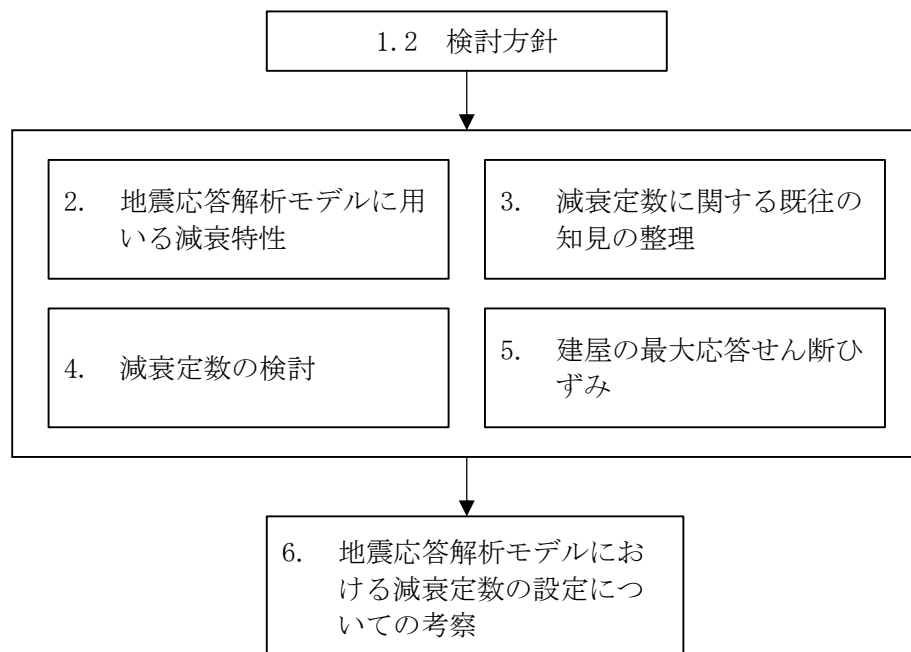 1.2 検討方針
2. 地震応答解析モデルに用
いる減衰特性
3. 減衰定数に関する既往の
知見の整理
4. 減衰定数の検討
5. 建屋の最大応答せん断ひ
ずみ
6. 地震応答解析モデルにお
ける減衰定数の設定につ
いての考察